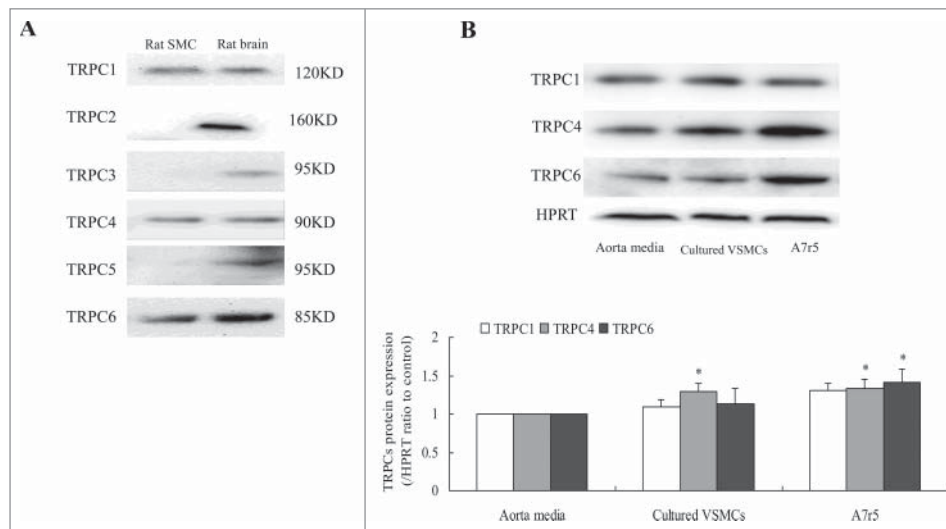 A
Rat SMC Rat brain
TRPC1 120KD
TRPC2 160KD
TRPC3 95KD
TRPC4 90KD
TRPC5 95KD
TRPC6 85KD
B
TRPC1
TRPC4
TRPC6
HPRT
Aorta media Cultured VSMCs A7r5
TRPCs protein expression
(/HPRT ratio to control)
TRPC1 TRPC4 TRPC6
2
1.5
1
0.5
0
* * *
Aorta media Cultured VSMCs A7r5